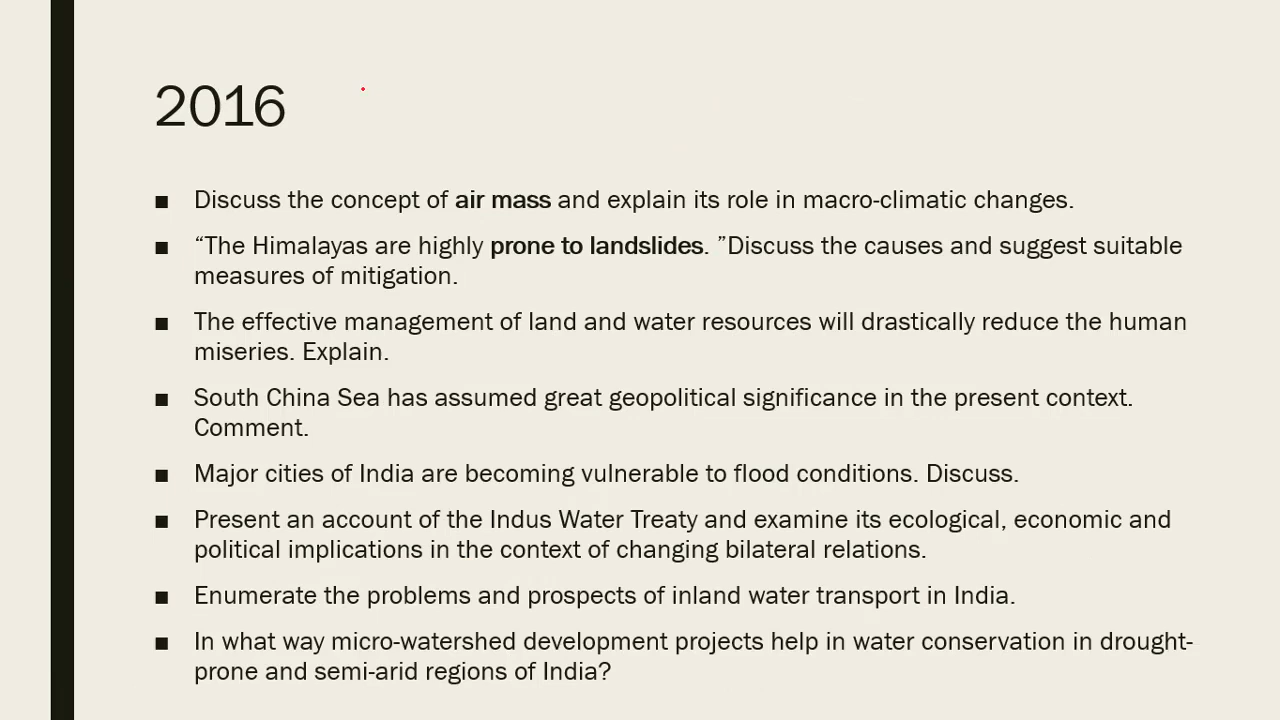 2016
■ Discuss the concept of air mass and explain its role in macro-climatic changes.
■ “The Himalayas are highly prone to landslides. ”Discuss the causes and suggest suitable
measures of mitigation.
■ The effective management of land and water resources will drastically reduce the human
miseries. Explain.
■ South China Sea has assumed great geopolitical significance in the present context.
Comment.
■ Major cities of India are becoming vulnerable to flood conditions. Discuss.
■ Present an account of the Indus Water Treaty and examine its ecological, economic and
political implications in the context of changing bilateral relations.
■ Enumerate the problems and prospects of inland water transport in India.
■ In what way micro-watershed development projects help in water conservation in drought-
prone and semi-arid regions of India?